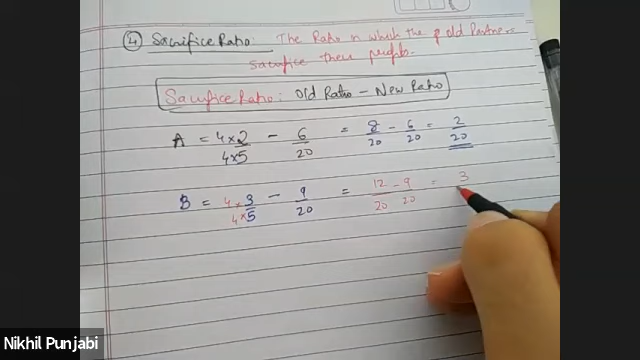 ④ Sacrifice Ratio: The Ratio in which the old Partners
sacrifice their profits.
Sacrifice Ratio: Old Ratio - New Ratio
A = 4×2/4×5 - 6/20 = 8/20 - 6/20 = 2/20
B = 4×3/4×5 - 9/20 = 12/20 - 9/20 = 3
Nikhil Punjabi